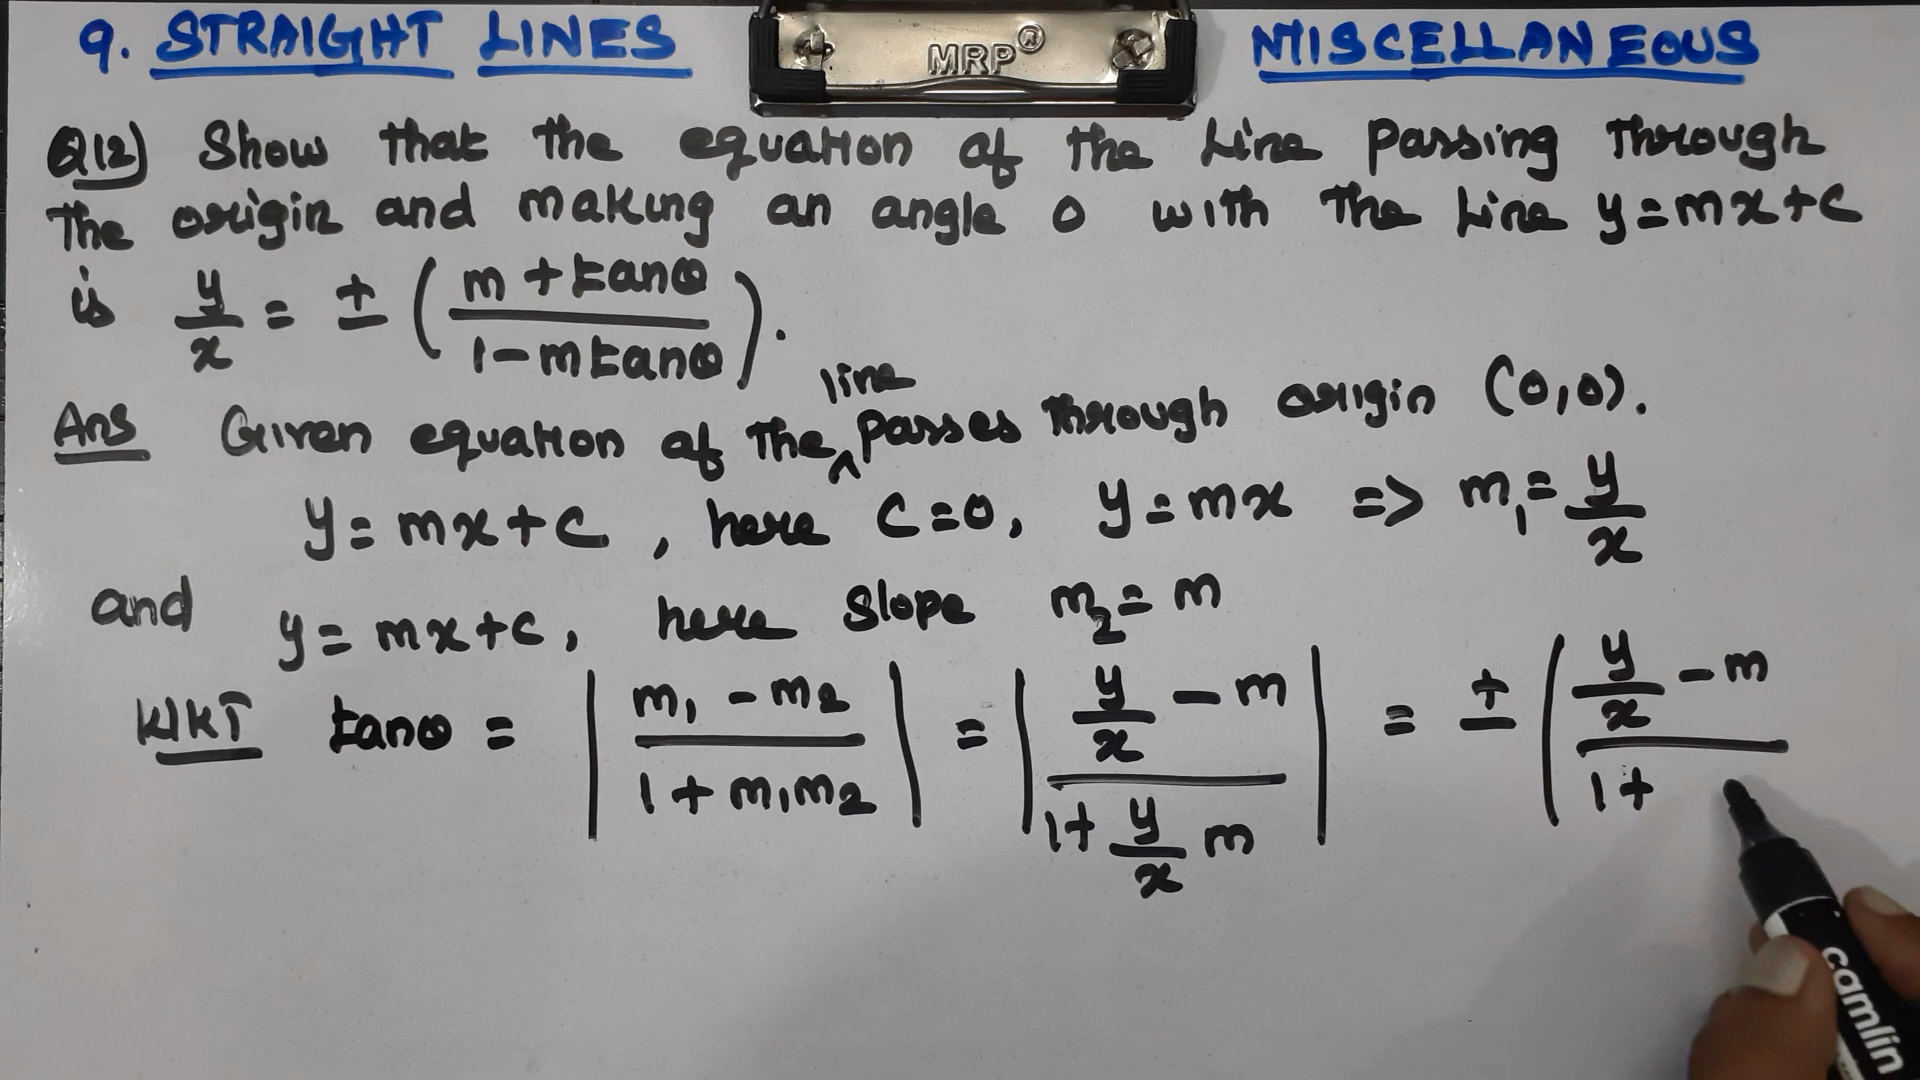 9. STRAIGHT LINES MRP® MISCELLANEOUS
Q12) Show that the equation of the Line passing through
the origin and making an angle θ with the Line y=mx+c
is y/x = ± (m + tanθ / 1-mtanθ).
Ans Given equation of the line passes through origin (0,0).
y = mx + c, here c=0, y=mx => m₁ = y/x
and y = mx+c, here Slope m₂ = m
WKT tanθ = | m₁ - m₂ / 1 + m₁m₂ | = | y/x - m / 1+ y/x m | = ± ( y/x - m / 1+
camlin